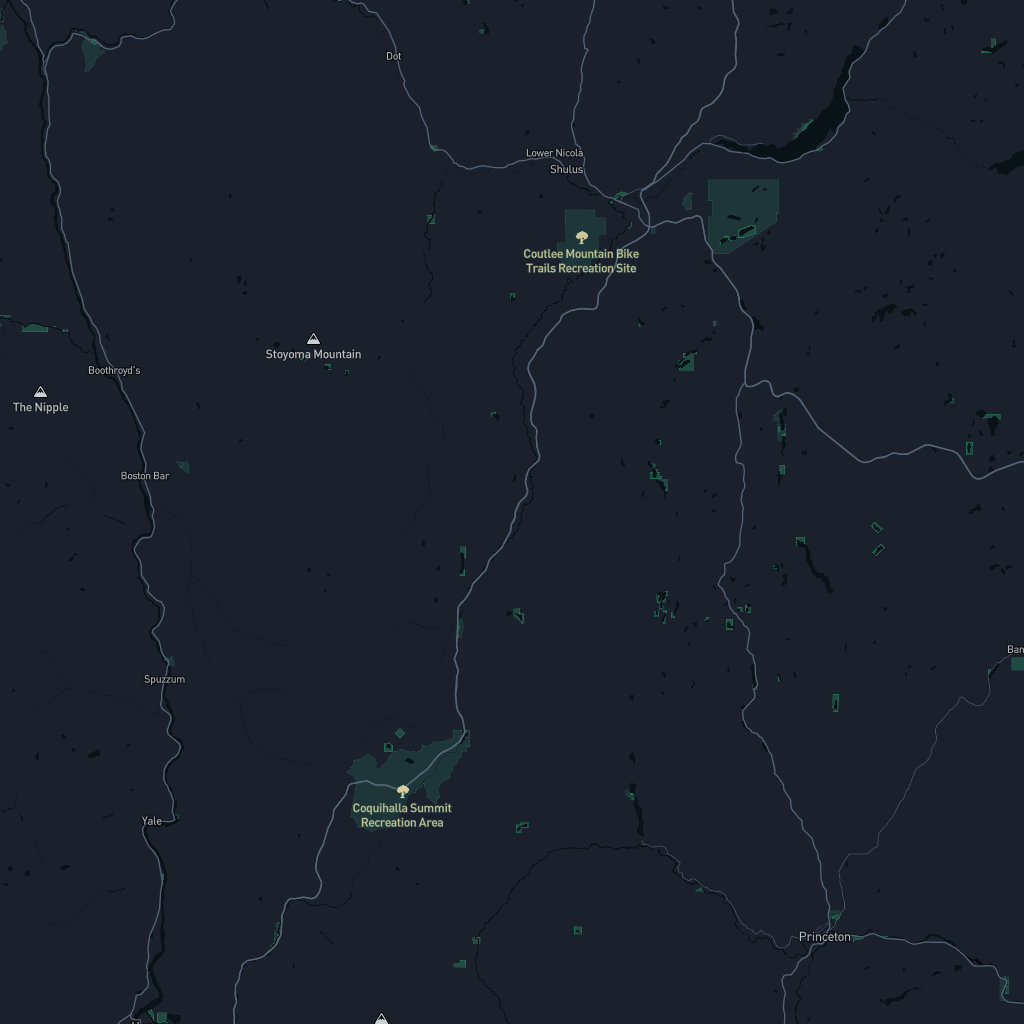 Dot
Lower Nicola
Shulus
Coutlee Mountain Bike
Trails Recreation Site
Stoyoma Mountain
Boothroyd's
The Nipple
Boston Bar
Ban
Spuzzum
Coquihalla Summit
Recreation Area
Yale
Princeton